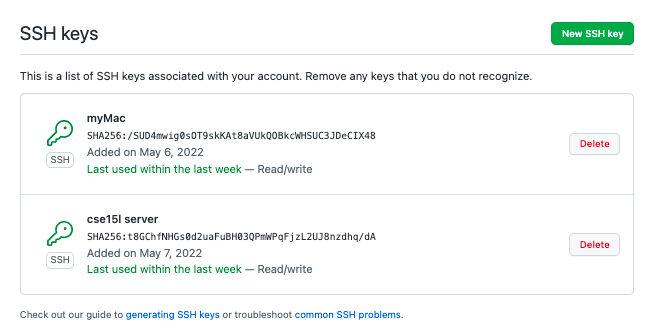 SSH keys
New SSH key
This is a list of SSH keys associated with your account. Remove any keys that you do not recognize.
myMac
SHA256:/SUD4mwig0sOT9skKAt8aVUkQOBkcWHSUC3JDeCIX48
Added on May 6, 2022
Last used within the last week — Read/write
SSH
Delete
cse15l server
SHA256:t8GChfNHGs0d2uaFuBH03QPmWPqFjzL2UJ8nzdhq/dA
Added on May 7, 2022
Last used within the last week — Read/write
SSH
Delete
Check out our guide to generating SSH keys or troubleshoot common SSH problems.